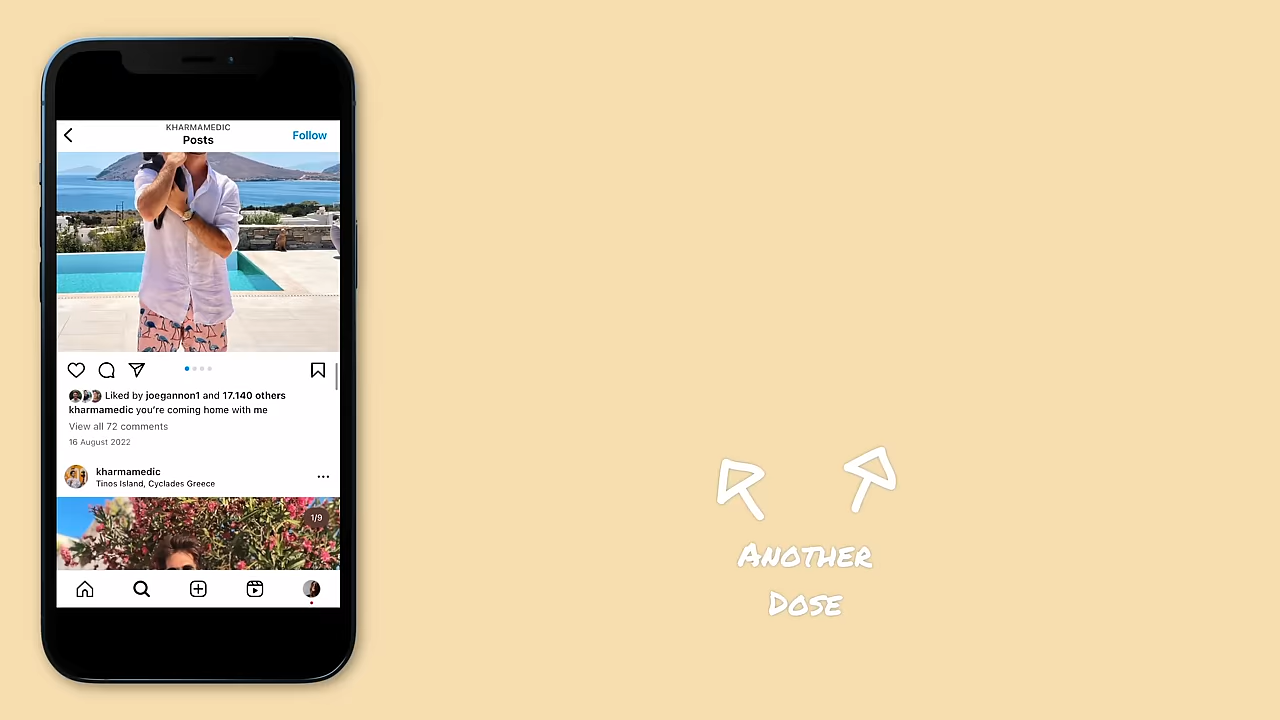 KHARMAMEDIC
Posts
Follow
Liked by joegannon1 and 17.140 others
kharmamedic you're coming home with me
View all 72 comments
16 August 2022
kharmamedic
Tinos Island, Cyclades Greece
1/9
ANOTHER
DOSE